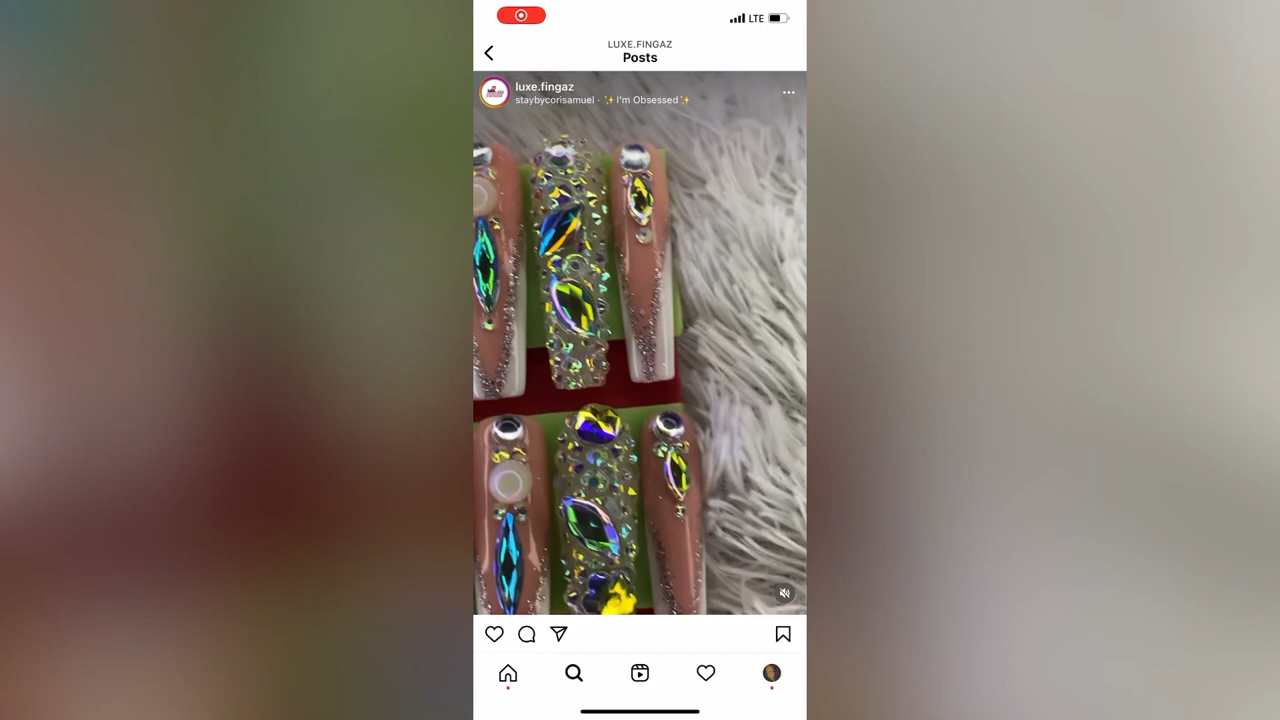 LTE
LUXE.FINGAZ
Posts
luxe.fingaz
staybycorisamuel · ✨ I'm Obsessed✨